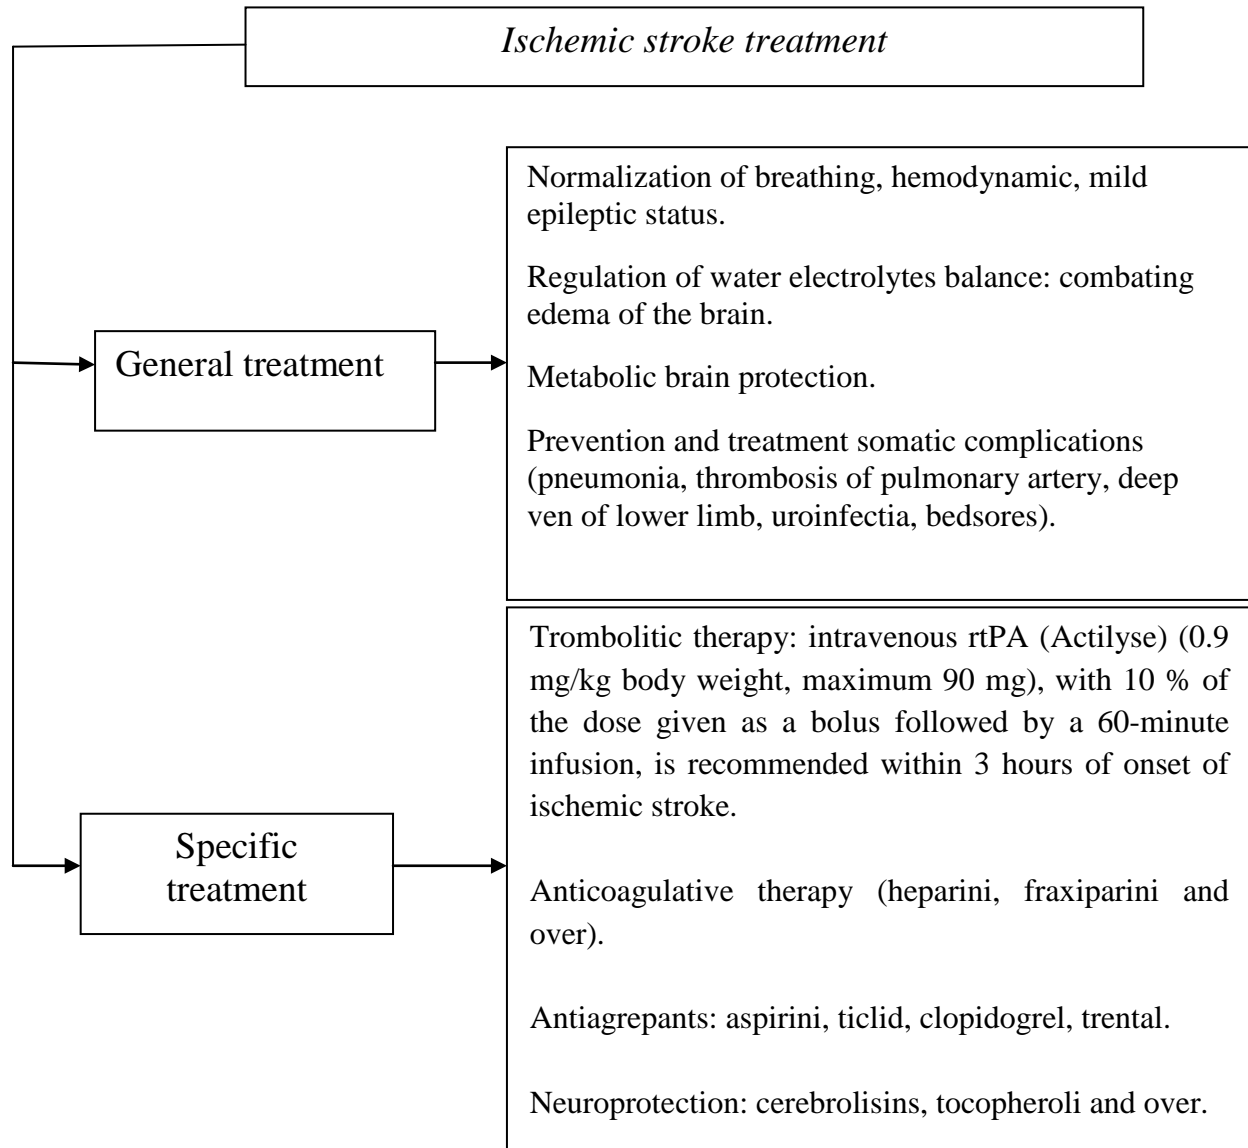 Ischemic stroke treatment
Normalization of breathing, hemodynamic, mild
epileptic status.
Regulation of water electrolytes balance: combating
edema of the brain.
General treatment
Metabolic brain protection.
Prevention and treatment somatic complications
(pneumonia, thrombosis of pulmonary artery, deep
ven of lower limb, uroinfectia, bedsores).
Specific
treatment
Trombolitic therapy: intravenous rtPA (Actilyse) (0.9
mg/kg body weight, maximum 90 mg), with 10 % of
the dose given as a bolus followed by a 60-minute
infusion, is recommended within 3 hours of onset of
ischemic stroke.
Anticoagulative therapy (heparini, fraxiparini and
over).
Antiagrepants: aspirini, ticlid, clopidogrel, trental.
Neuroprotection: cerebrolisins, tocopheroli and over.